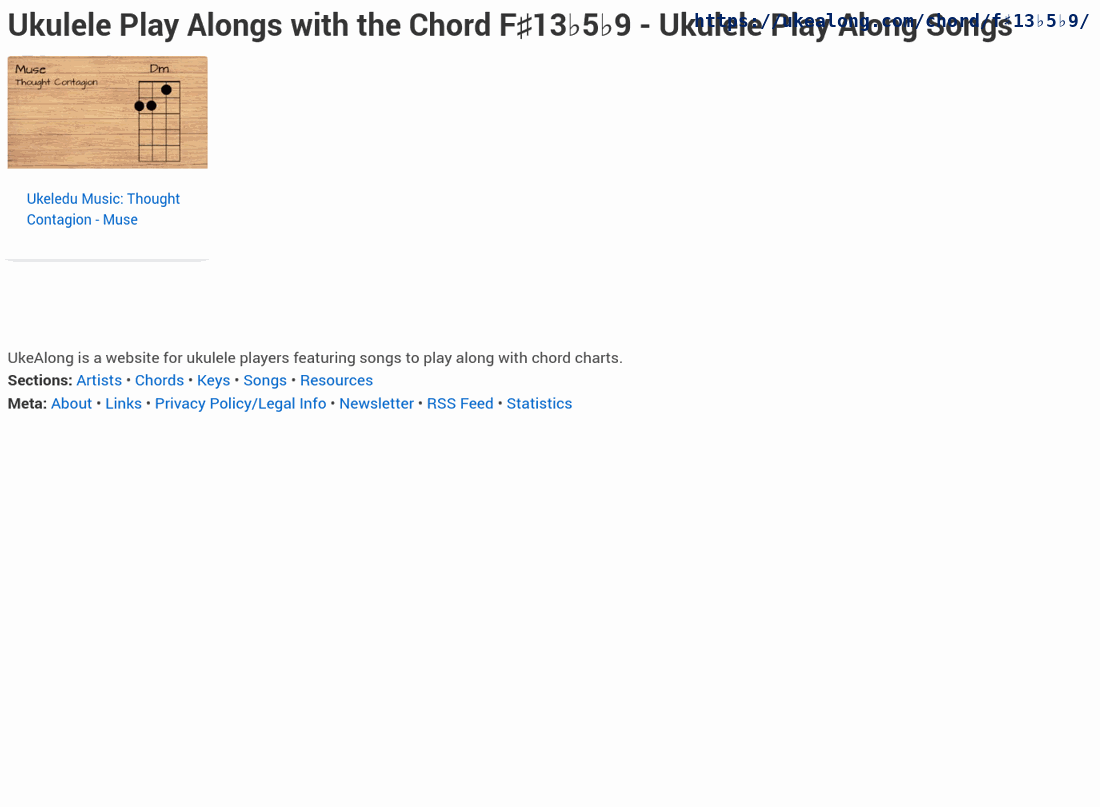 Ukulele Play Alongs with the Chord F♯13♭5♭9 - Ukulele Play Along Songs
https://ukealong.com/chord/f♯13♭5♭9/
Muse
Thought Contagion
Dm
Ukeledu Music: Thought
Contagion - Muse
UkeAlong is a website for ukulele players featuring songs to play along with chord charts.
Sections: Artists • Chords • Keys • Songs • Resources
Meta: About • Links • Privacy Policy/Legal Info • Newsletter • RSS Feed • Statistics